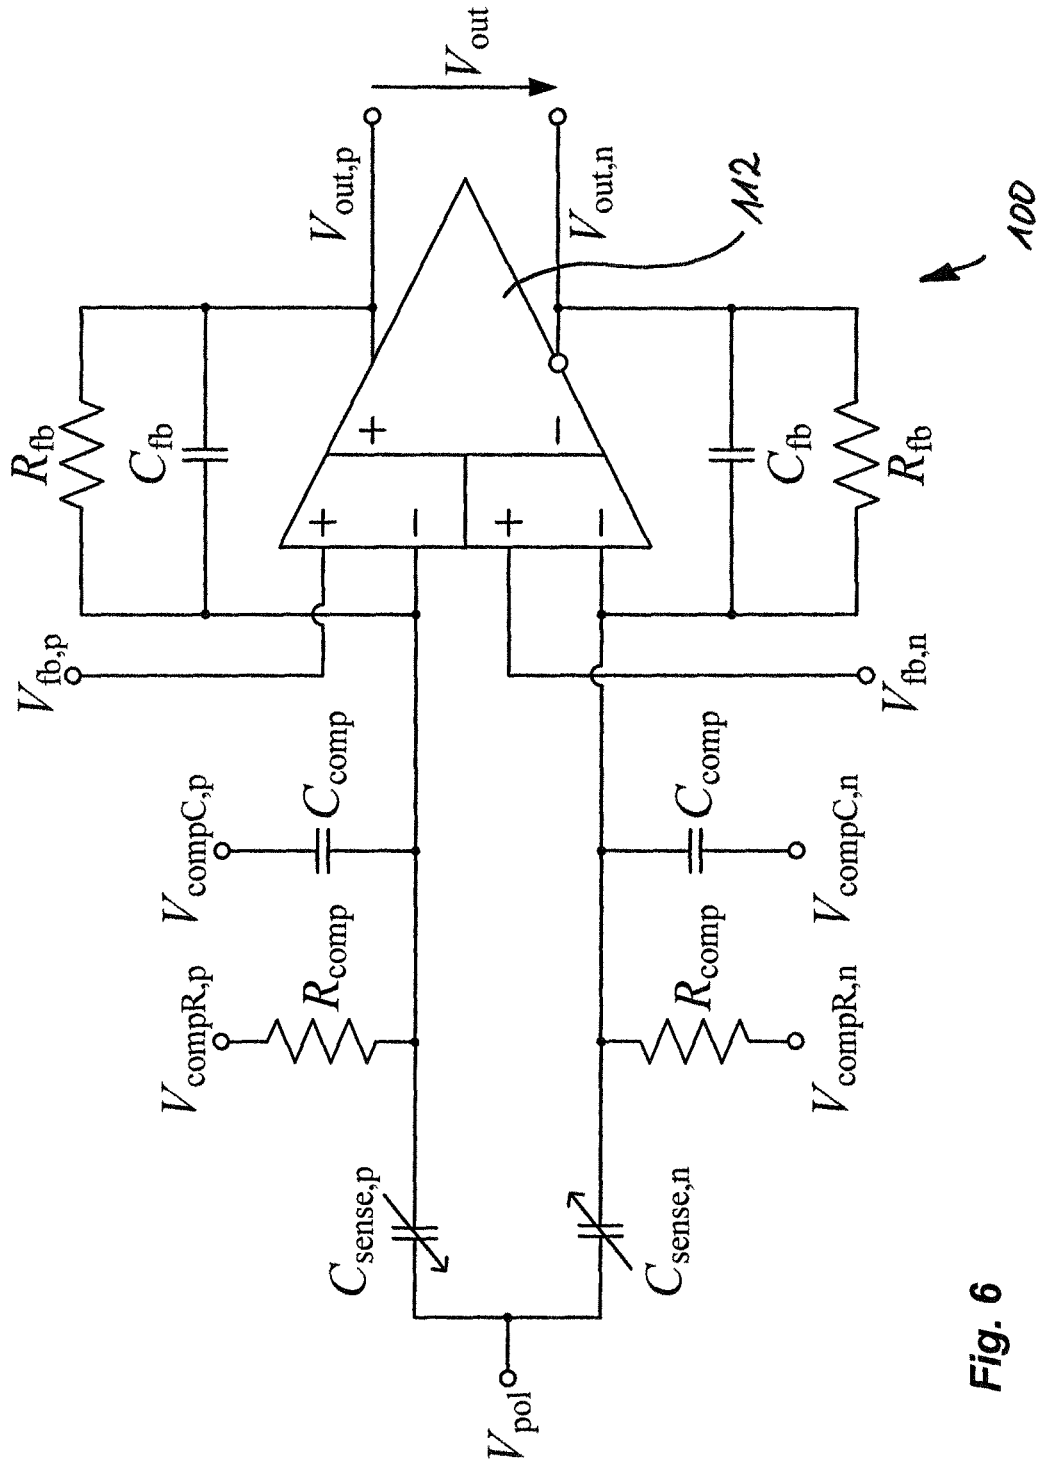 R_fb
C_fb
V_fb,p
V_out,p
V_out
V_compC,p
C_comp
V_compR,p
R_comp
+
−
+
−
+
−
112
C_sense,p
V_pol
C_sense,n
V_out,n
R_comp
V_compR,n
C_comp
V_compC,n
V_fb,n
C_fb
R_fb
100
Fig. 6